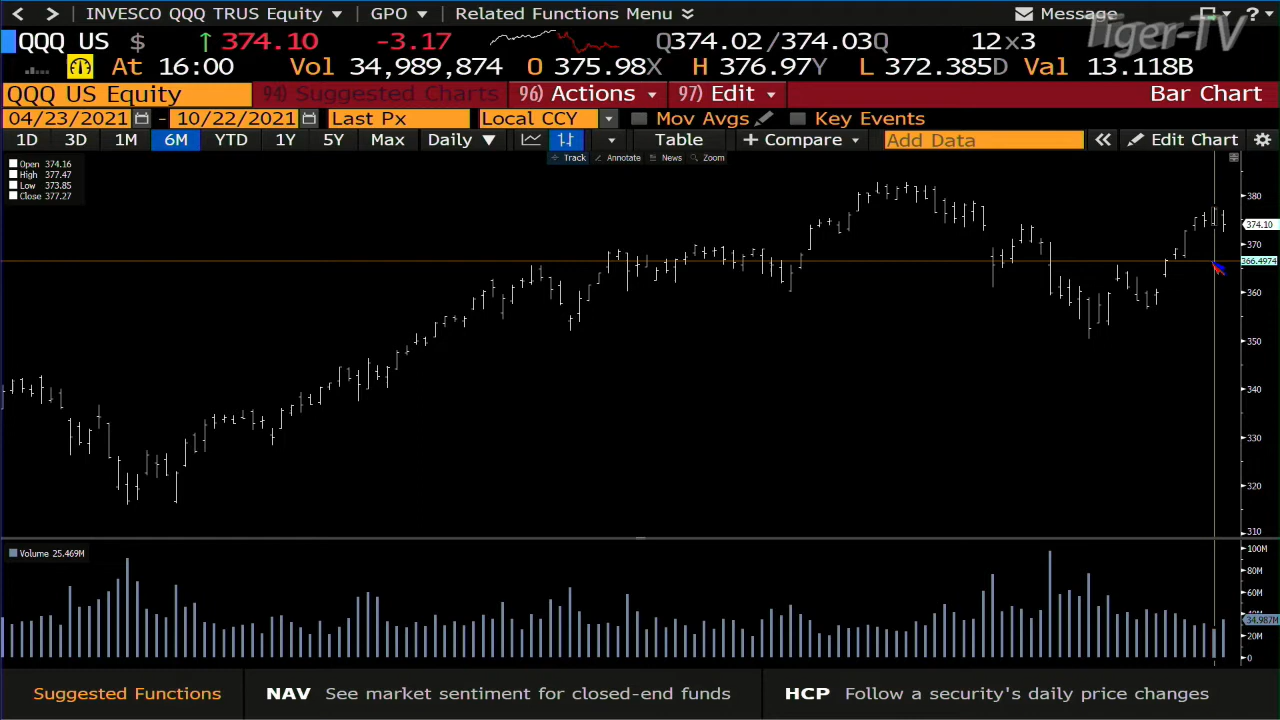 < > INVESCO QQQ TRUS Equity ▼ GPO ▼ Related Functions Menu Message ?
Tiger-TV
QQQ US $ ↑ 374.10 -3.17 Q374.02/374.03Q 12x3
At 16:00 Vol 34,989,874 O 375.98X H 376.97Y L 372.385D Val 13.118B
QQQ US Equity 94) Suggested Charts 96) Actions 97) Edit Bar Chart
04/23/2021 - 10/22/2021 Last Px Local CCY Mov Avgs Key Events
1D 3D 1M 6M YTD 1Y 5Y Max Daily ▼ Table + Compare Add Data « Edit Chart
Track Annotate News Zoom
Open 374.16
High 377.47
Low 373.85
Close 377.27
380
374.10
370
366.4974
360
350
340
330
320
310
Volume 25.469M
100M
80M
60M
40M
34.987M
20M
0
Suggested Functions NAV See market sentiment for closed-end funds HCP Follow a security's daily price changes